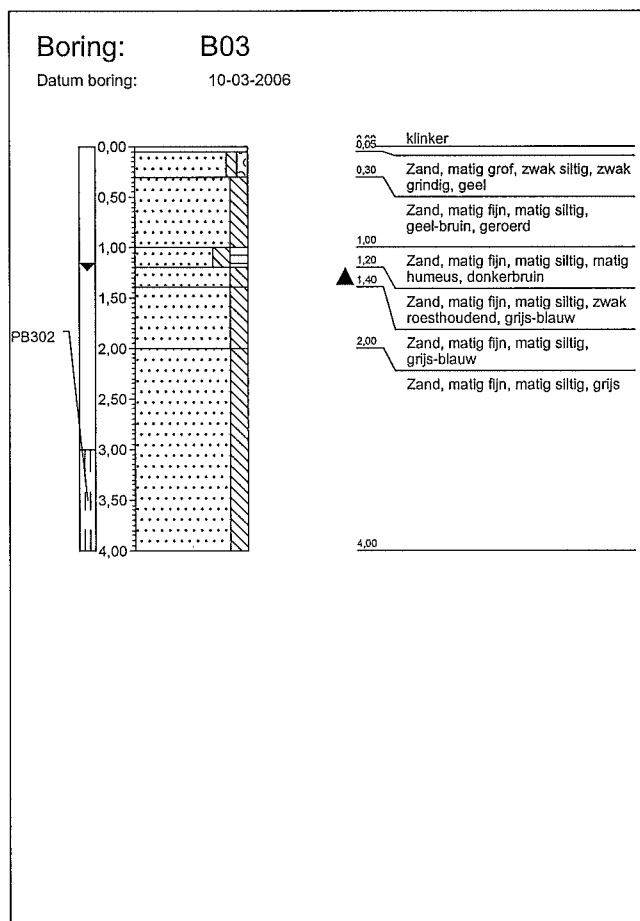 Boring: B03
Datum boring: 10-03-2006
0,00
0,50
1,00
1,50
2,00
2,50
3,00
3,50
4,00
PB302
0,00
klinker
0,05
0,30
Zand, matig grof, zwak siltig, zwak
grindig, geel
Zand, matig fijn, matig siltig,
geel-bruin, geroerd
1,00
1,20
Zand, matig fijn, matig siltig, matig
humeus, donkerbruin
1,40
Zand, matig fijn, matig siltig, zwak
roesthoudend, grijs-blauw
2,00
Zand, matig fijn, matig siltig,
grijs-blauw
Zand, matig fijn, matig siltig, grijs
4,00